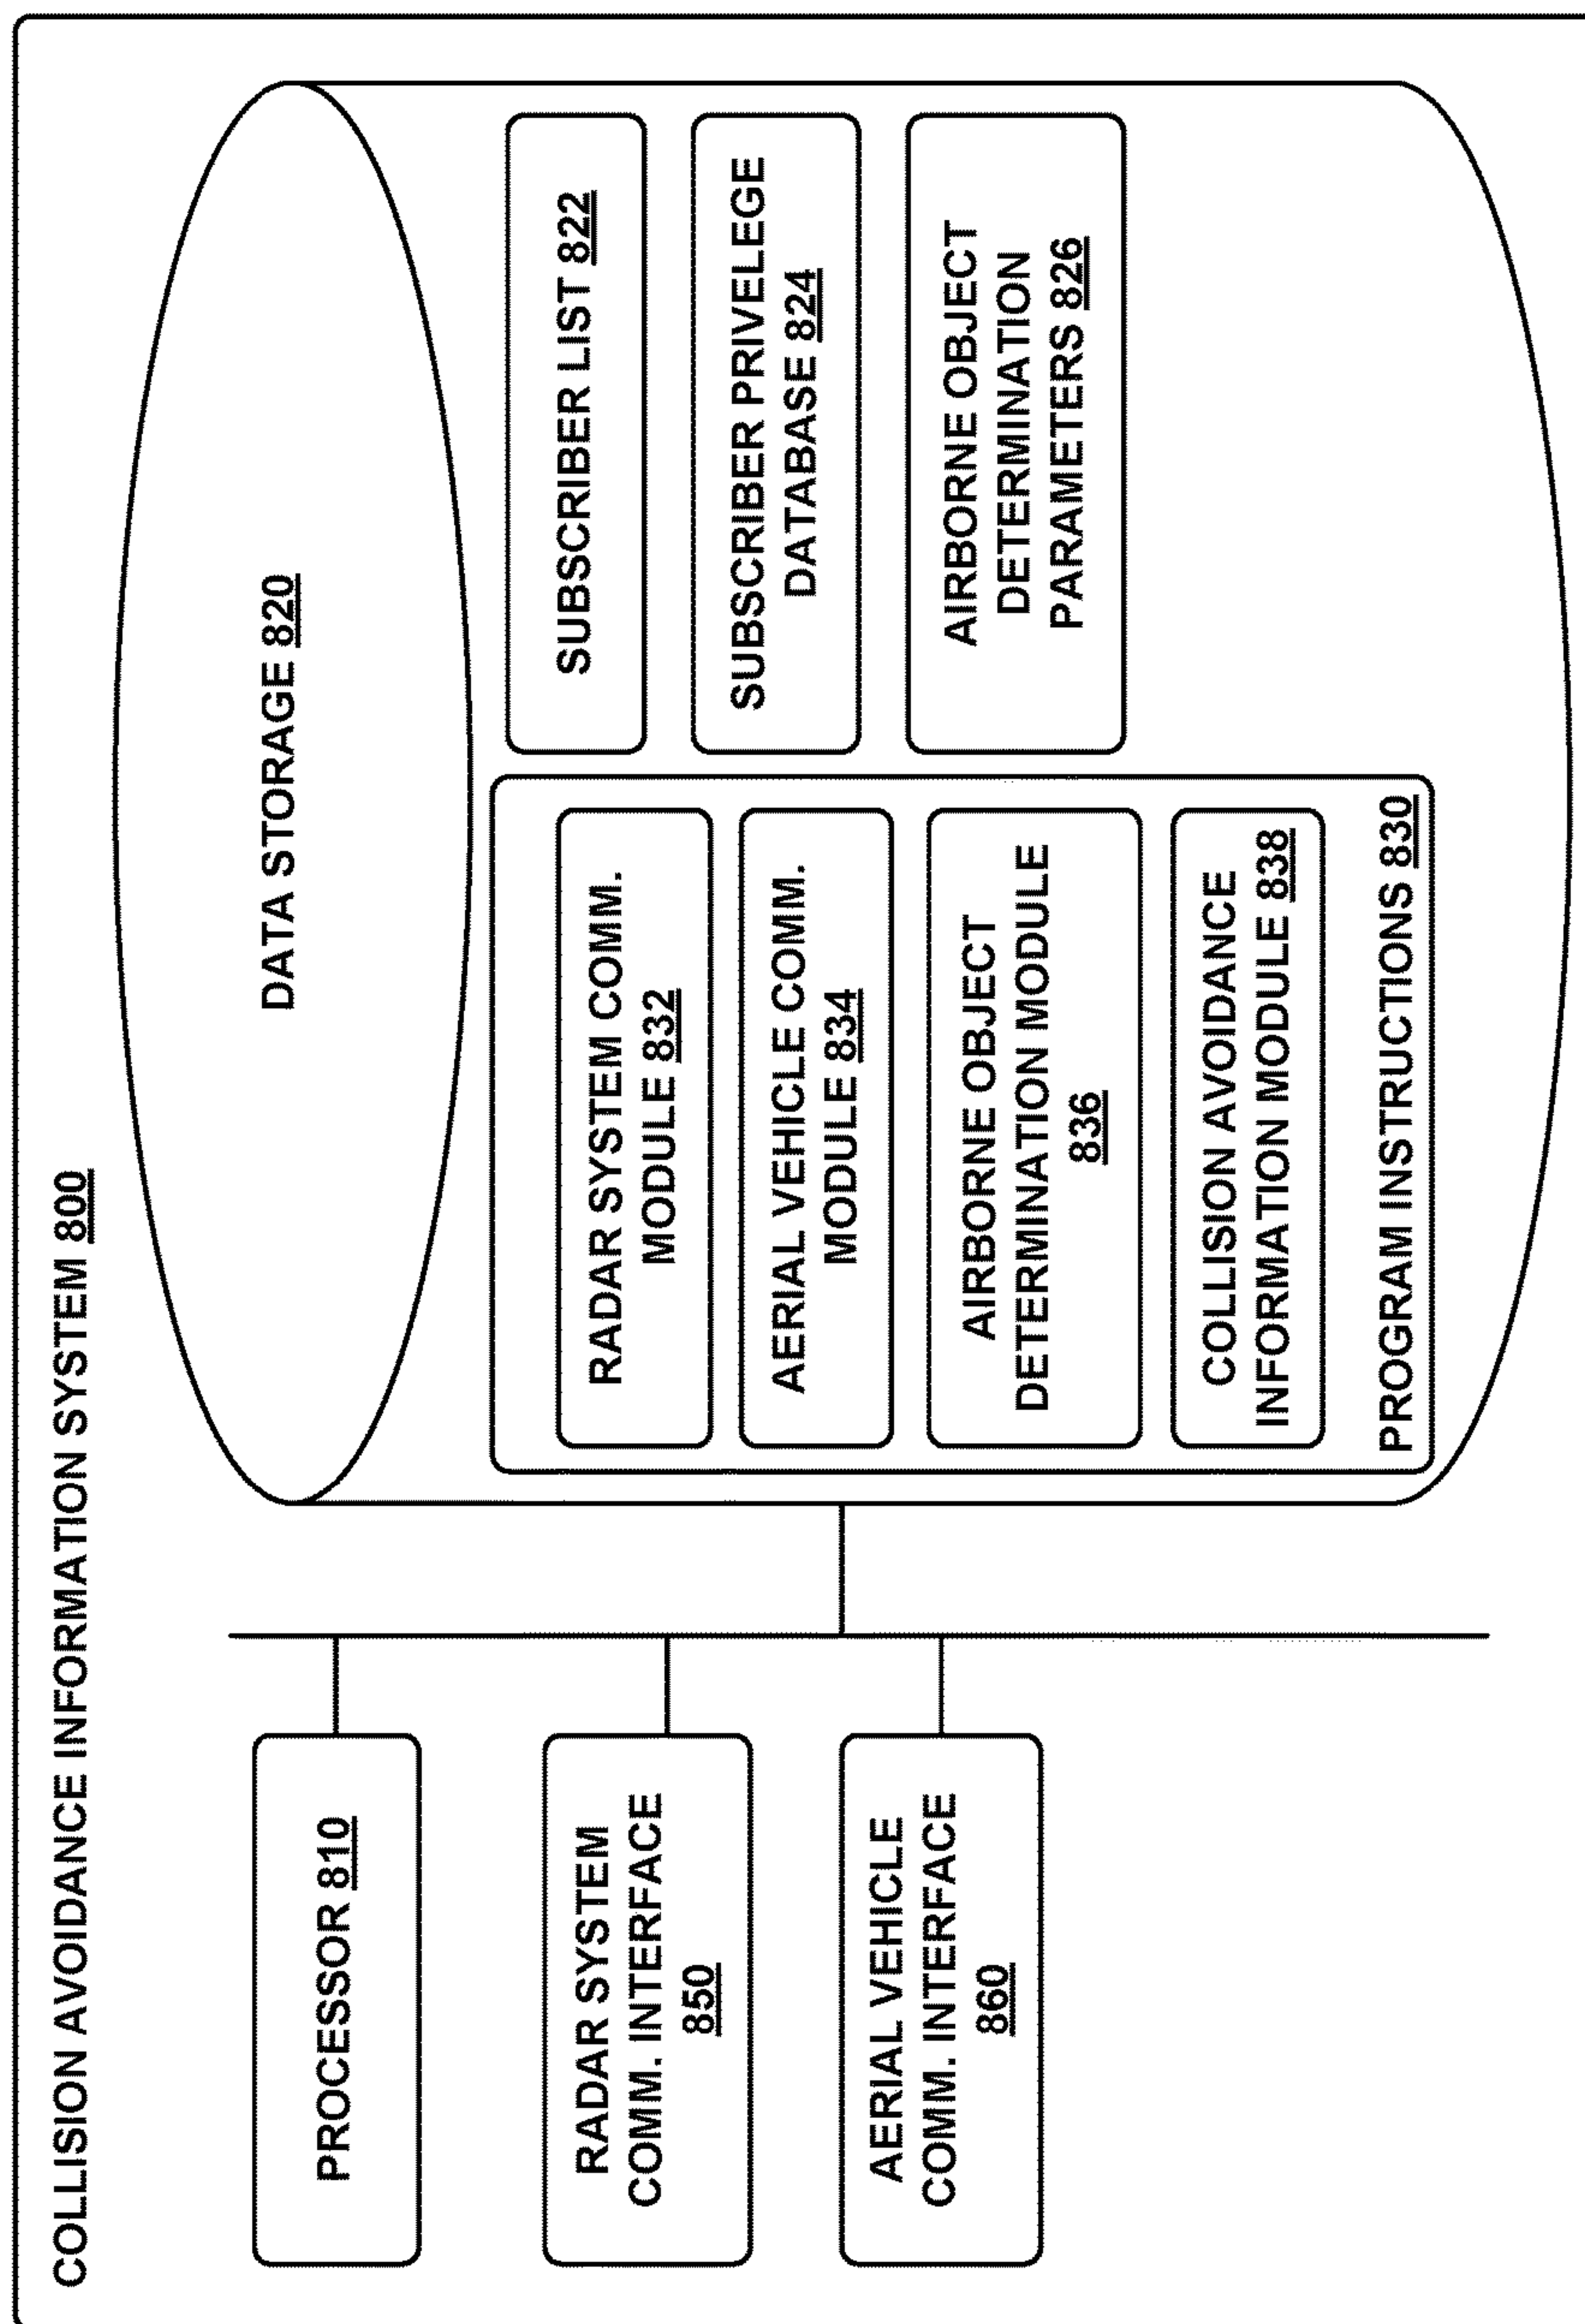 COLLISION AVOIDANCE INFORMATION SYSTEM 800
PROCESSOR 810
RADAR SYSTEM
COMM. INTERFACE
850
AERIAL VEHICLE
COMM. INTERFACE
860
DATA STORAGE 820
RADAR SYSTEM COMM.
MODULE 832
AERIAL VEHICLE COMM.
MODULE 834
AIRBORNE OBJECT
DETERMINATION MODULE
836
COLLISION AVOIDANCE
INFORMATION MODULE 838
PROGRAM INSTRUCTIONS 830
SUBSCRIBER LIST 822
SUBSCRIBER PRIVELEGE
DATABASE 824
AIRBORNE OBJECT
DETERMINATION
PARAMETERS 826